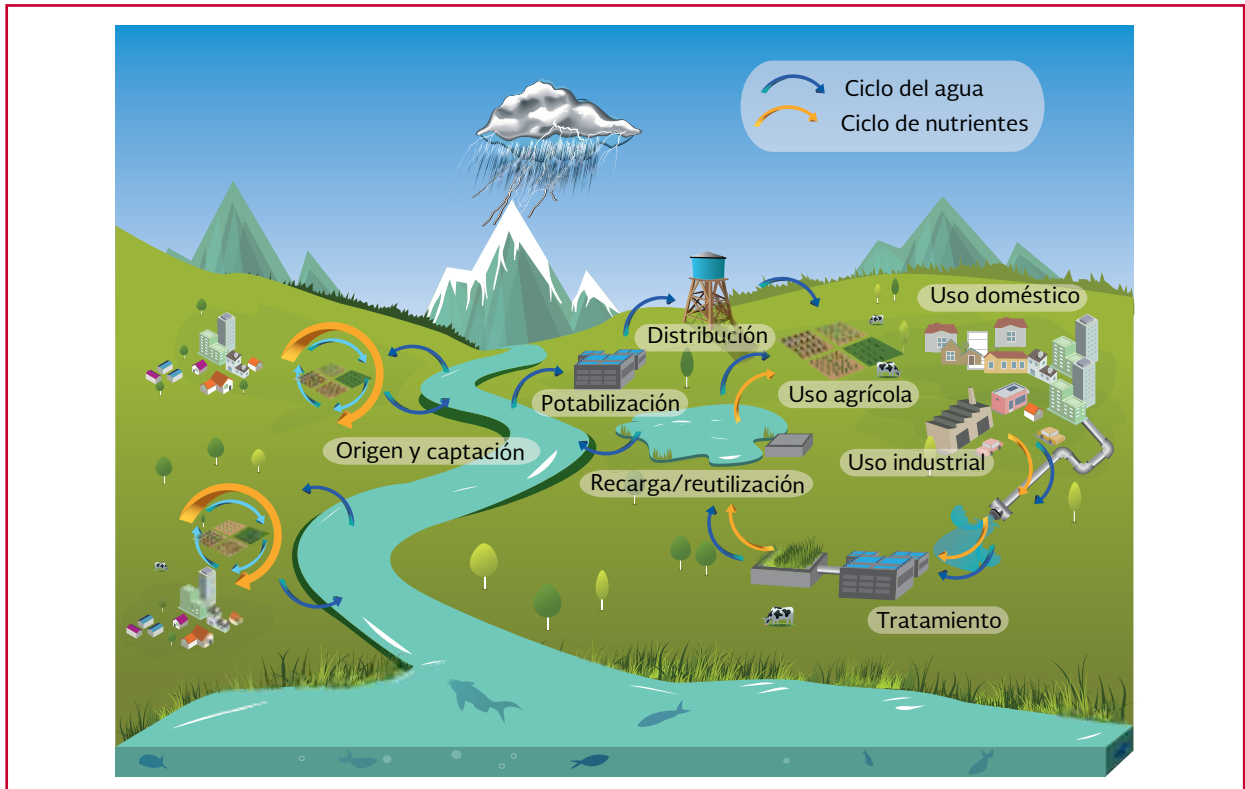 Ciclo del agua
Ciclo de nutrientes
Uso doméstico
Distribución
Uso agrícola
Potabilización
Origen y captación
Uso industrial
Recarga/reutilización
Tratamiento